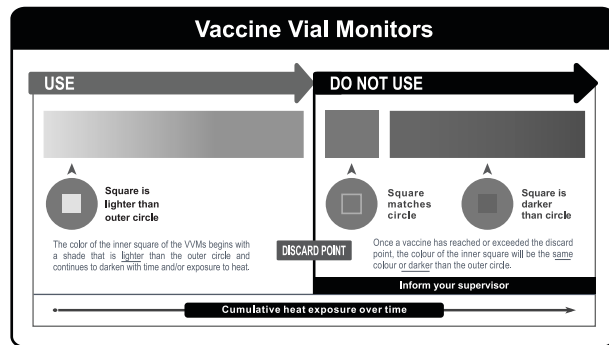 Vaccine Vial Monitors
USE
Square is
lighter than
outer circle
The color of the inner square of the VVMs begins with
a shade that is lighter than the outer circle and
continues to darken with time and/or exposure to heat.
DISCARD POINT
DO NOT USE
Square
matches
circle
Square is
darker
than circle
Once a vaccine has reached or exceeded the discard
point, the colour of the inner square will be the same
colour or darker than the outer circle.
Inform your supervisor
Cumulative heat exposure over time